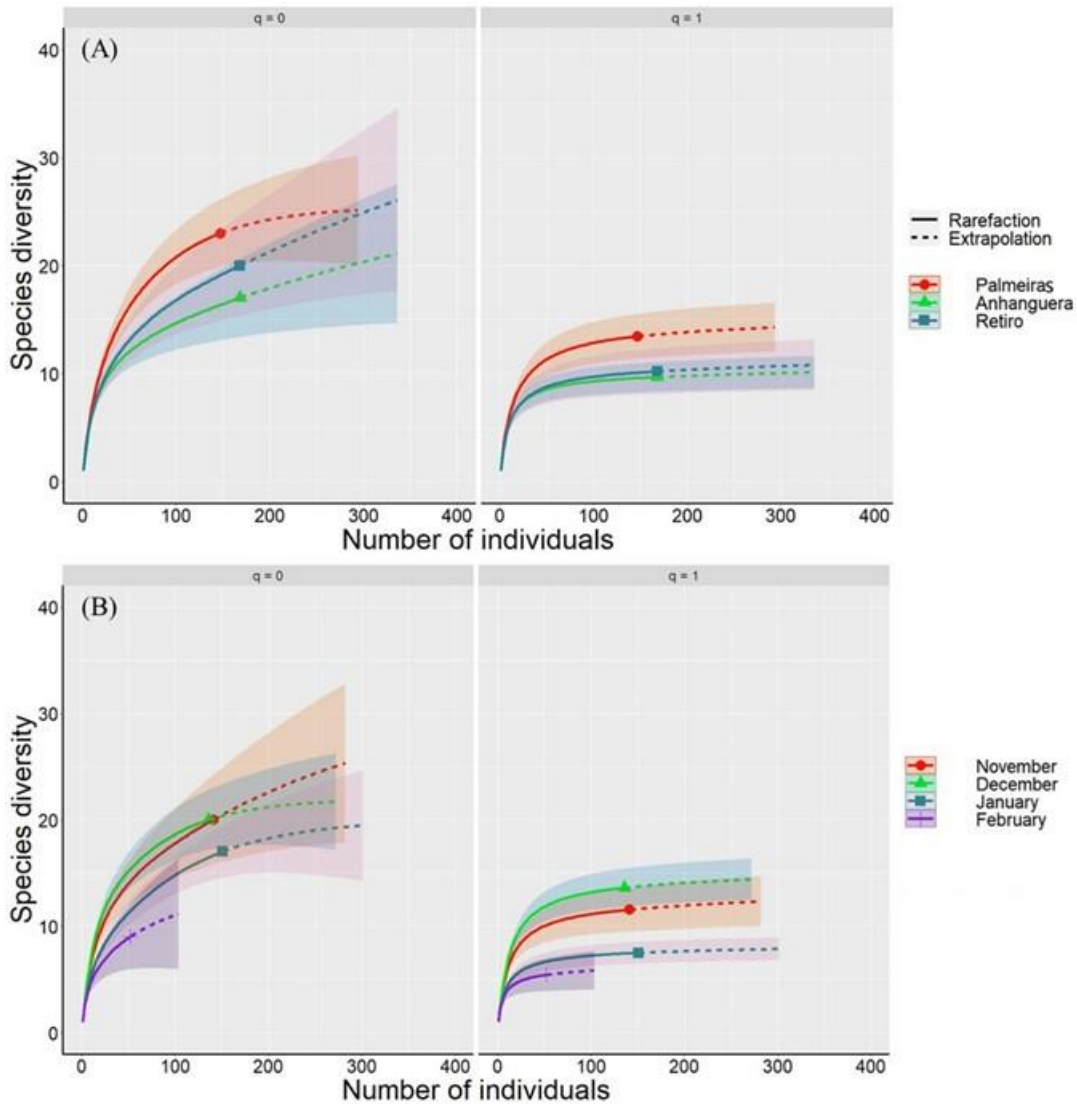 q = 0
q = 1
(A)
40
30
20
10
0
Species diversity
0 100 200 300 400
0 100 200 300 400
Number of individuals
Rarefaction
Extrapolation
Palmeiras
Anhanguera
Retiro
q = 0
q = 1
(B)
40
30
20
10
0
Species diversity
0 100 200 300 400
0 100 200 300 400
Number of individuals
November
December
January
February